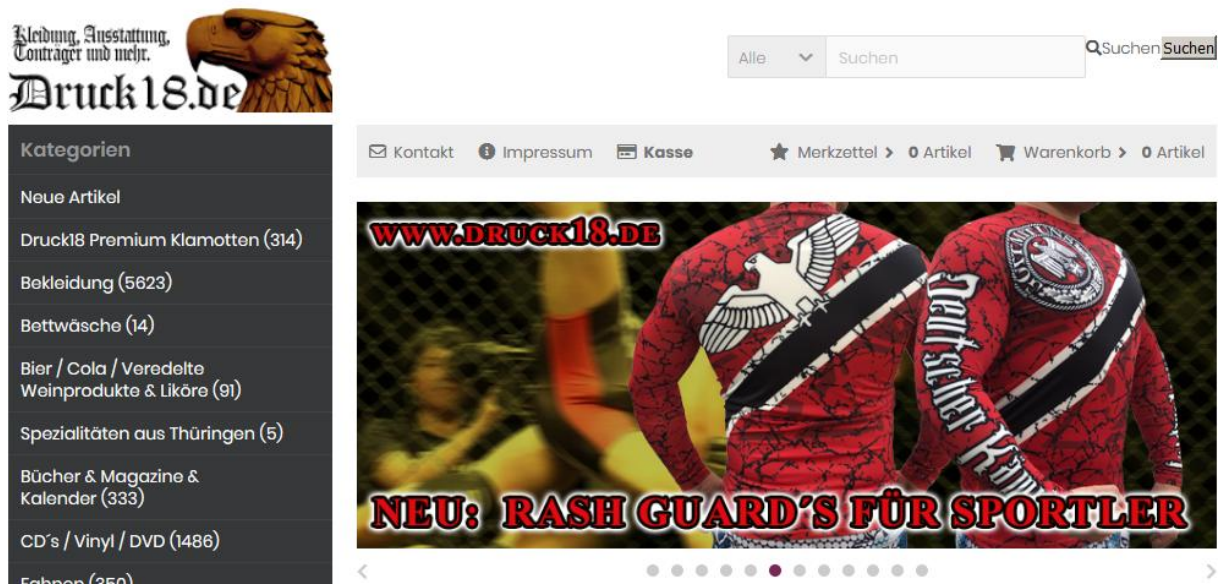 Kleidung, Ausstattung,
Tonträger und mehr.
Druck18.de
Alle
Suchen
Suchen Suchen
Kategorien
Neue Artikel
Druck18 Premium Klamotten (314)
Bekleidung (5623)
Bettwäsche (14)
Bier / Cola / Veredelte
Weinprodukte & Liköre (91)
Spezialitäten aus Thüringen (5)
Bücher & Magazine &
Kalender (333)
CD´s / Vinyl / DVD (1486)
Fahnen (350)
Kontakt Impressum Kasse Merkzettel > 0 Artikel Warenkorb > 0 Artikel
WWW.DRUCK18.DE
NEU: RASH GUARD´S FÜR SPORTLER